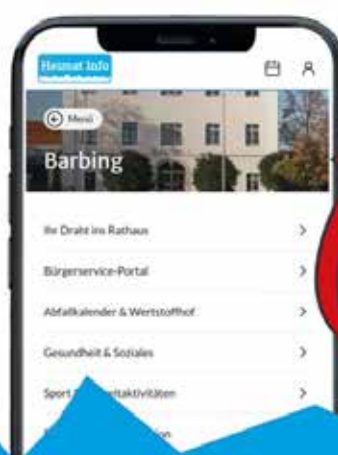 Heimat Info
Menü
Barbing
Ihr Draht ins Rathaus
Bürgerservice-Portal
Abfallkalender & Wertstoffhof
Gesundheit & Soziales
Sport